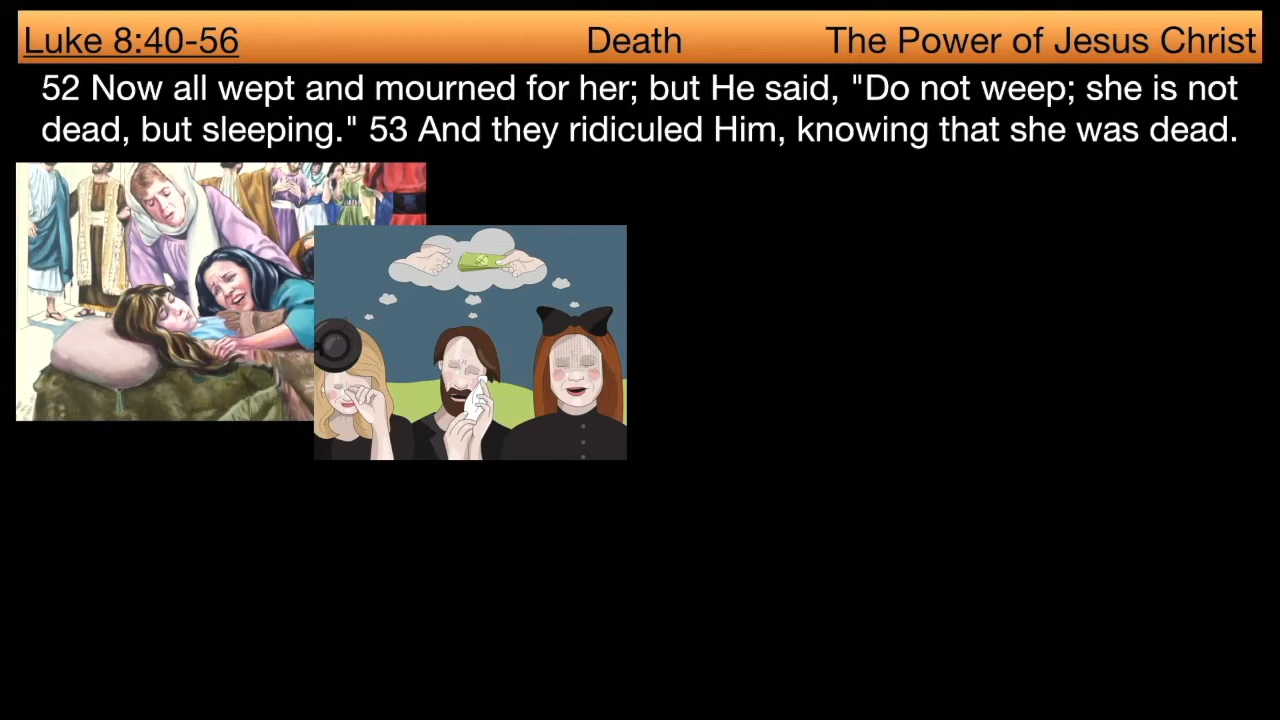 Luke 8:40-56 Death The Power of Jesus Christ
52 Now all wept and mourned for her; but He said, "Do not weep; she is not
dead, but sleeping." 53 And they ridiculed Him, knowing that she was dead.